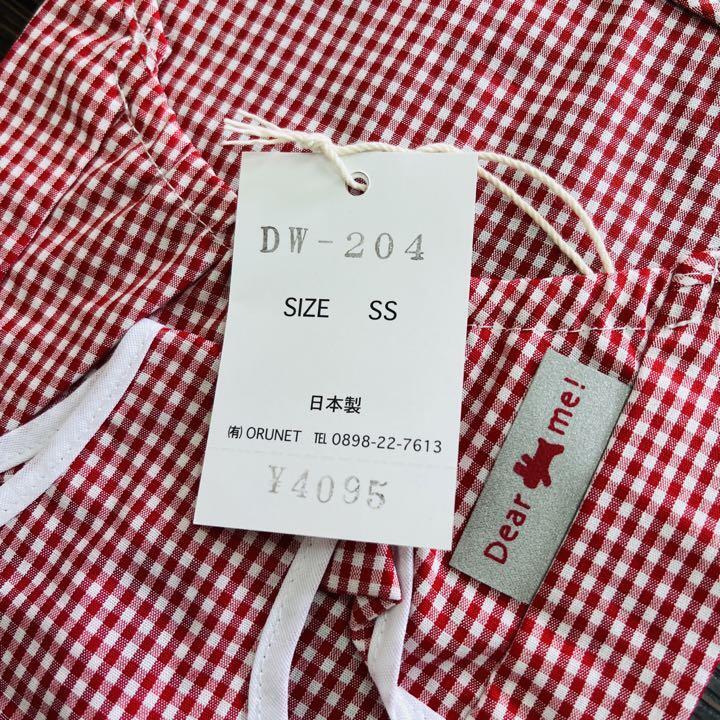 DW-204
SIZE SS
日本製
㈲ ORUNET ℡ 0898-22-7613
¥4095
Dear me!